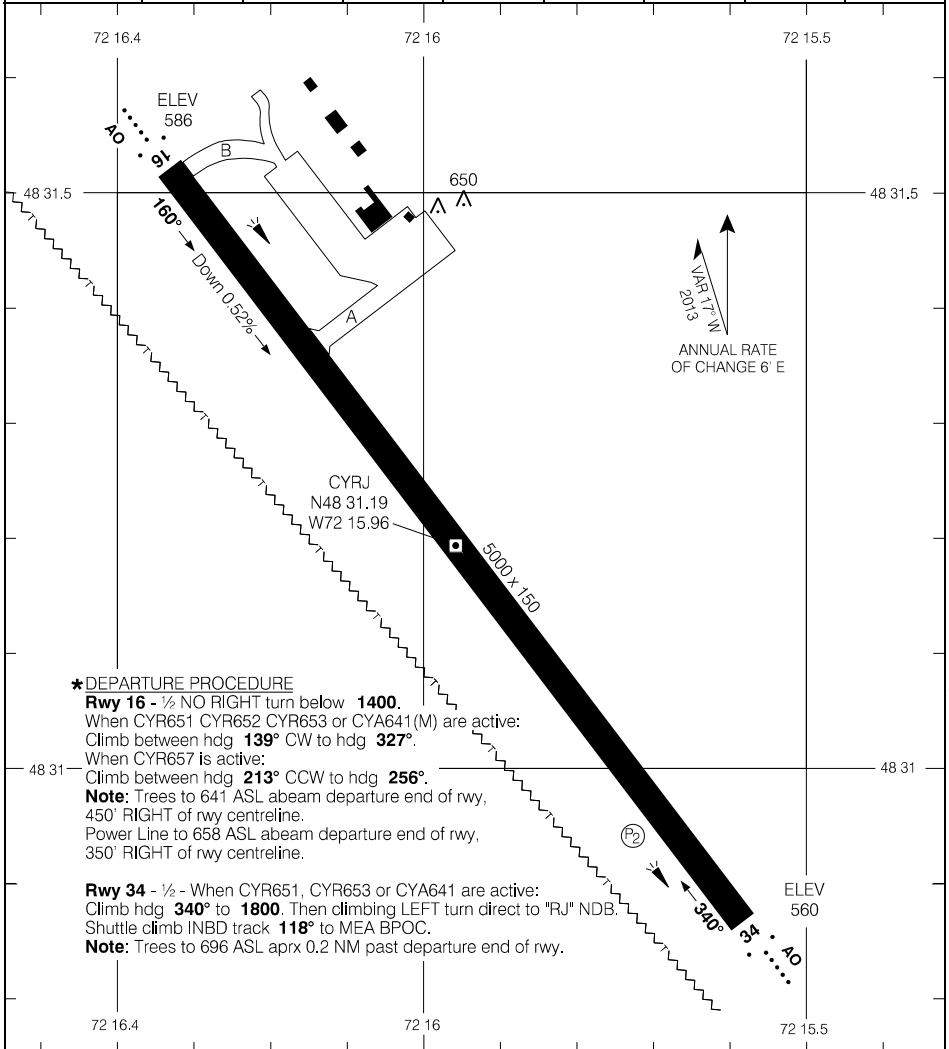 72 16.4
72 16
72 15.5
ELEV
586
AO
16
B
650
48 31.5
48 31.5
160°
Down 0.52%
A
VAR 17° W
2013
ANNUAL RATE
OF CHANGE 6' E
CYRJ
N48 31.19
W72 15.96
5000 x 150
*DEPARTURE PROCEDURE
Rwy 16 - ½ NO RIGHT turn below 1400.
When CYR651 CYR652 CYR653 or CYA641(M) are active:
Climb between hdg 139° CW to hdg 327°.
When CYR657 is active:
48 31
48 31
Climb between hdg 213° CCW to hdg 256°.
Note: Trees to 641 ASL abeam departure end of rwy,
450' RIGHT of rwy centreline.
Power Line to 658 ASL abeam departure end of rwy,
350' RIGHT of rwy centreline.
P2
Rwy 34 - ½ - When CYR651, CYR653 or CYA641 are active:
Climb hdg 340° to 1800. Then climbing LEFT turn direct to "RJ" NDB.
Shuttle climb INBD track 118° to MEA BPOC.
Note: Trees to 696 ASL aprx 0.2 NM past departure end of rwy.
340°
ELEV
560
34
AO
T
T
T
T
T
T
T
T
T
T
72 16.4
72 16
72 15.5